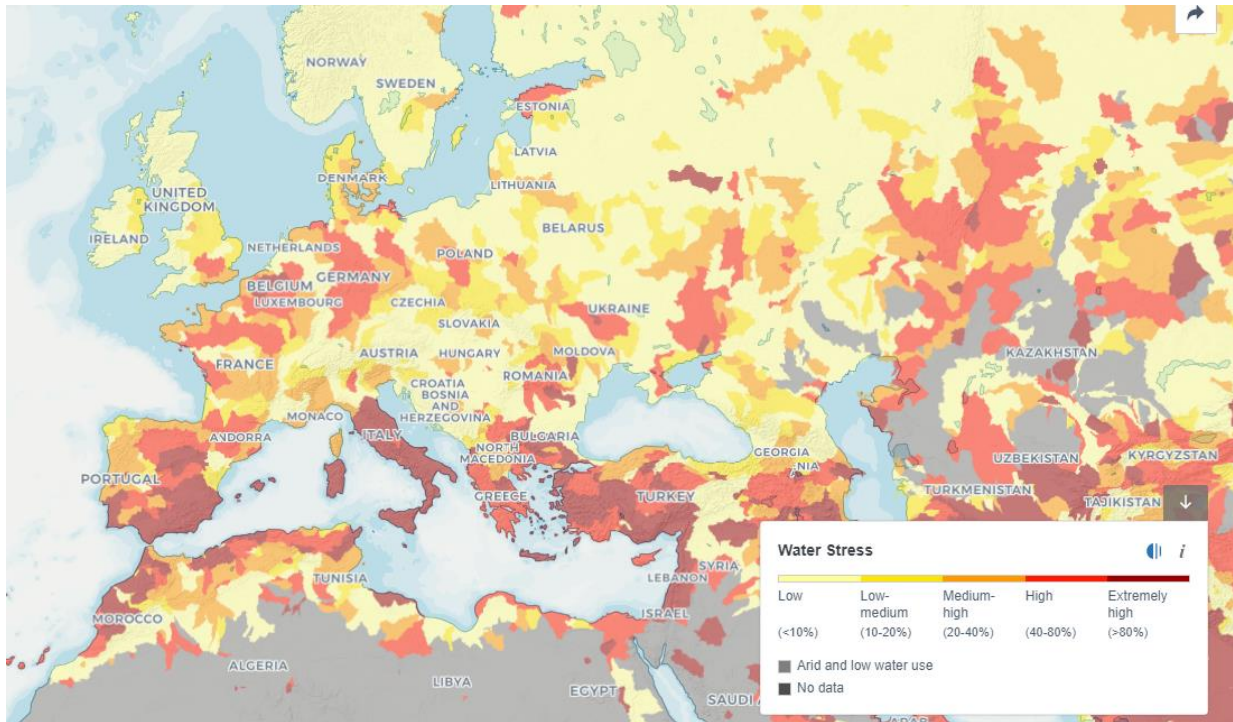 NORWAY
SWEDEN
ESTONIA
LATVIA
DENMARK
LITHUANIA
UNITED
KINGDOM
IRELAND
NETHERLANDS
BELARUS
POLAND
BELGIUM
GERMANY
LUXEMBOURG
CZECHIA
UKRAINE
SLOVAKIA
AUSTRIA
HUNGARY
MOLDOVA
FRANCE
ROMANIA
KAZAKHSTAN
CROATIA
BOSNIA
AND
HERZEGOVINA
MONACO
ANDORRA
ITALY
BULGARIA
NORTH
MACEDONIA
GEORGIA
-NIA
UZBEKISTAN
KYRGYZSTAN
PORTUGAL
GREECE
TURKEY
TURKMENISTAN
TAJIKISTAN
TUNISIA
SYRIA
LEBANON
MOROCCO
ISRAEL
ALGERIA
LIBYA
EGYPT
SAUDI
ARAB
Water Stress
i
Low Low-medium Medium-high High Extremely high
(<10%) (10-20%) (20-40%) (40-80%) (>80%)
Arid and low water use
No data